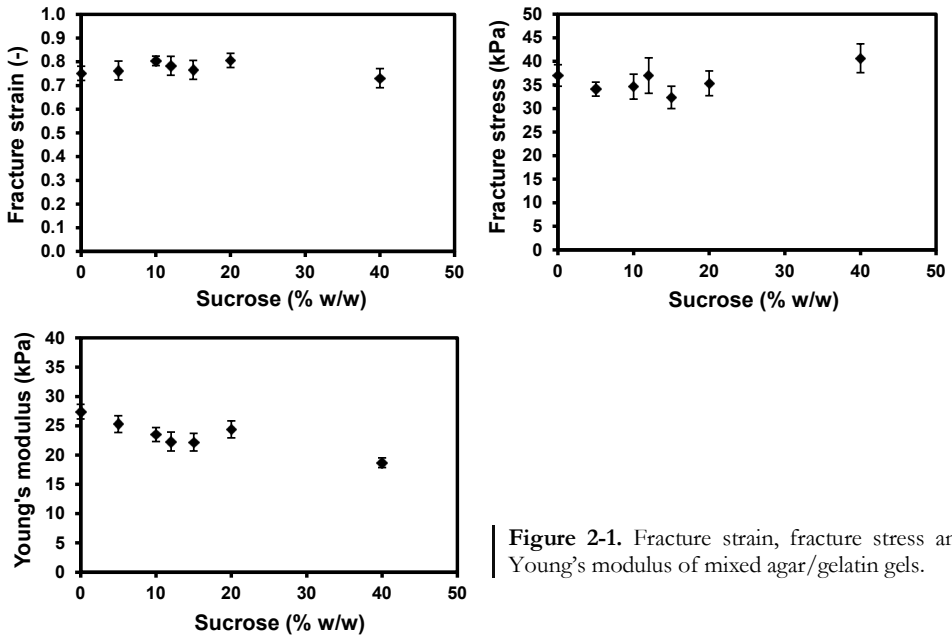 1.0
0.9
0.8
0.7
0.6
0.5
0.4
0.3
0.2
0.1
0.0
Fracture strain (-)
0 10 20 30 40 50
Sucrose (% w/w)
50
45
40
35
30
25
20
15
10
5
0
Fracture stress (kPa)
0 10 20 30 40 50
Sucrose (% w/w)
40
35
30
25
20
15
10
5
0
Young's modulus (kPa)
0 10 20 30 40 50
Sucrose (% w/w)
Figure 2-1. Fracture strain, fracture stress an
Young’s modulus of mixed agar/gelatin gels.